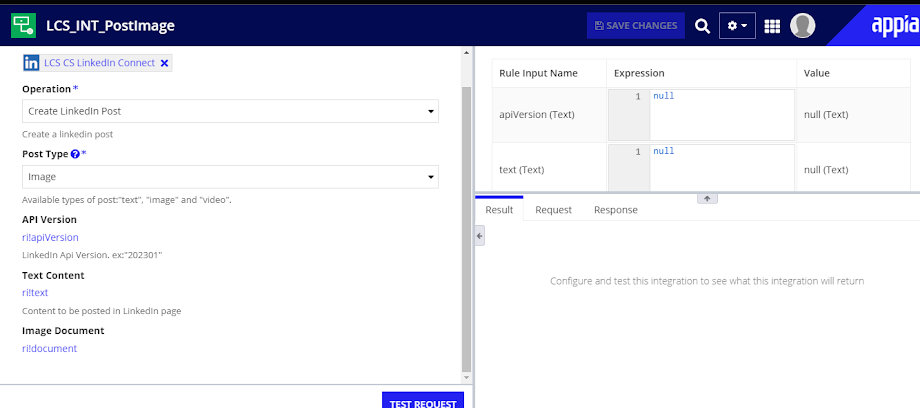 LCS_INT_PostImage
SAVE CHANGES
appia
LCS CS LinkedIn Connect
Operation*
Create LinkedIn Post
Create a linkedin post
Post Type ?*
Image
Available types of post:"text", "image" and "video".
API Version
ri!apiVersion
LinkedIn Api Version. ex:"202301"
Text Content
ri!text
Content to be posted in LinkedIn page
Image Document
ri!document
TEST REQUEST
Rule Input Name Expression Value
apiVersion (Text) 1 null null (Text)
text (Text) 1 null null (Text)
Result Request Response
Configure and test this integration to see what this integration will return